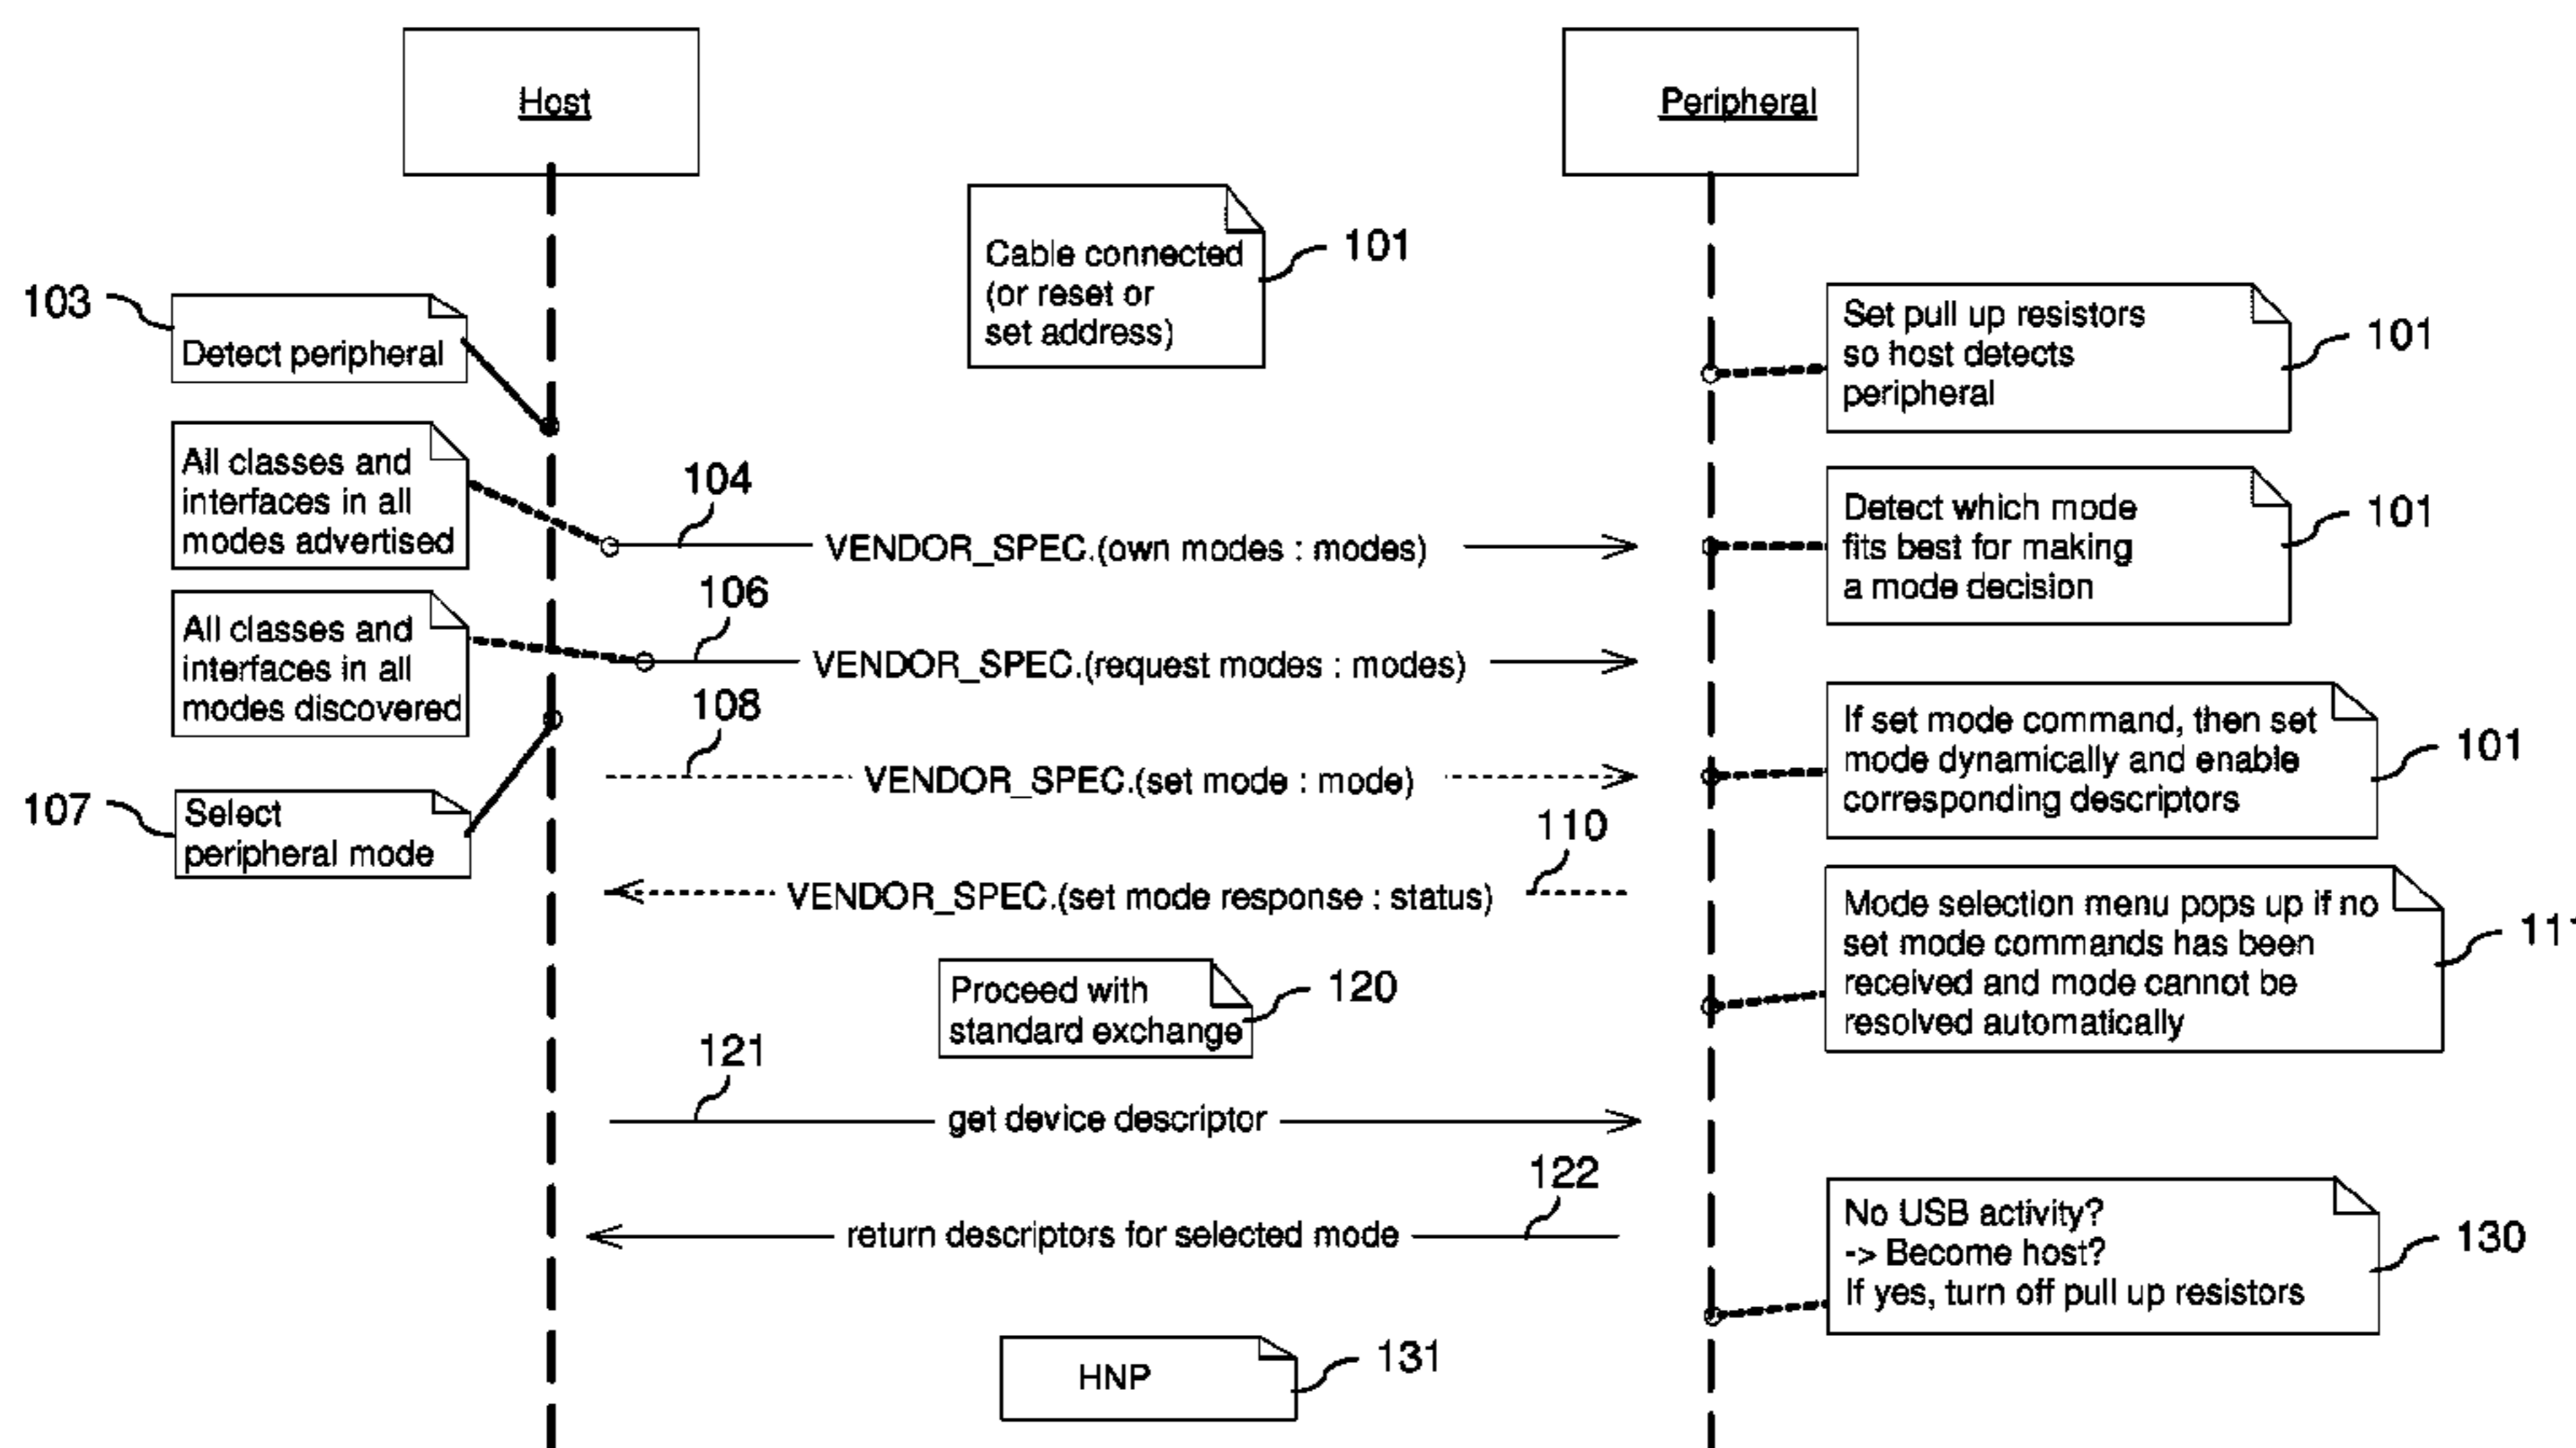 Host
Peripheral
Cable connected
(or reset or
set address)
101
103
Detect peripheral
Set pull up resistors
so host detects
peripheral
101
All classes and
interfaces in all
modes advertised
104
VENDOR_SPEC.(own modes : modes)
Detect which mode
fits best for making
a mode decision
101
All classes and
interfaces in all
modes discovered
106
VENDOR_SPEC.(request modes : modes)
108
VENDOR_SPEC.(set mode : mode)
If set mode command, then set
mode dynamically and enable
corresponding descriptors
101
107
Select
peripheral mode
110
VENDOR_SPEC.(set mode response : status)
Mode selection menu pops up if no
set mode commands has been
received and mode cannot be
resolved automatically
111
Proceed with
standard exchange
120
121
get device descriptor
122
return descriptors for selected mode
No USB activity?
-> Become host?
If yes, turn off pull up resistors
130
HNP
131